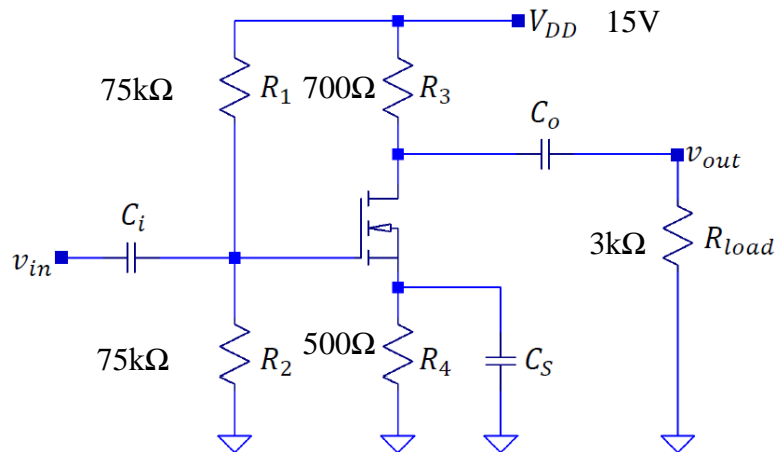 V_DD 15V
75kΩ R_1 700Ω R_3
C_o
v_out
C_i
v_in
3kΩ R_load
75kΩ R_2 500Ω R_4 C_S